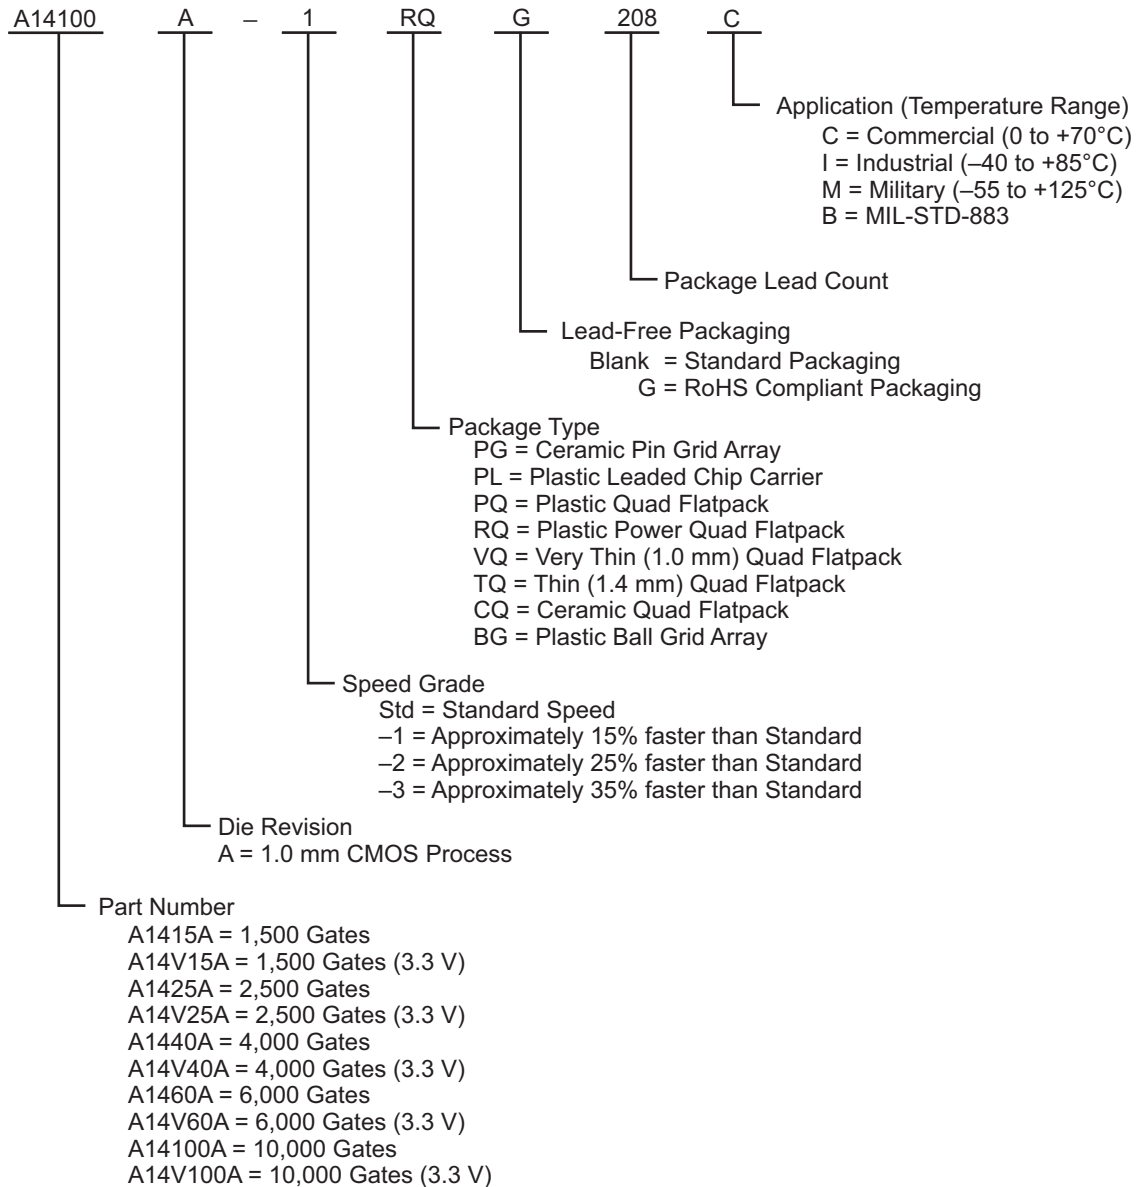 A14100 A – 1 RQ G 208 C
Application (Temperature Range)
C = Commercial (0 to +70°C)
I = Industrial (–40 to +85°C)
M = Military (–55 to +125°C)
B = MIL-STD-883
Package Lead Count
Lead-Free Packaging
Blank = Standard Packaging
G = RoHS Compliant Packaging
Package Type
PG = Ceramic Pin Grid Array
PL = Plastic Leaded Chip Carrier
PQ = Plastic Quad Flatpack
RQ = Plastic Power Quad Flatpack
VQ = Very Thin (1.0 mm) Quad Flatpack
TQ = Thin (1.4 mm) Quad Flatpack
CQ = Ceramic Quad Flatpack
BG = Plastic Ball Grid Array
Speed Grade
Std = Standard Speed
–1 = Approximately 15% faster than Standard
–2 = Approximately 25% faster than Standard
–3 = Approximately 35% faster than Standard
Die Revision
A = 1.0 mm CMOS Process
Part Number
A1415A = 1,500 Gates
A14V15A = 1,500 Gates (3.3 V)
A1425A = 2,500 Gates
A14V25A = 2,500 Gates (3.3 V)
A1440A = 4,000 Gates
A14V40A = 4,000 Gates (3.3 V)
A1460A = 6,000 Gates
A14V60A = 6,000 Gates (3.3 V)
A14100A = 10,000 Gates
A14V100A = 10,000 Gates (3.3 V)